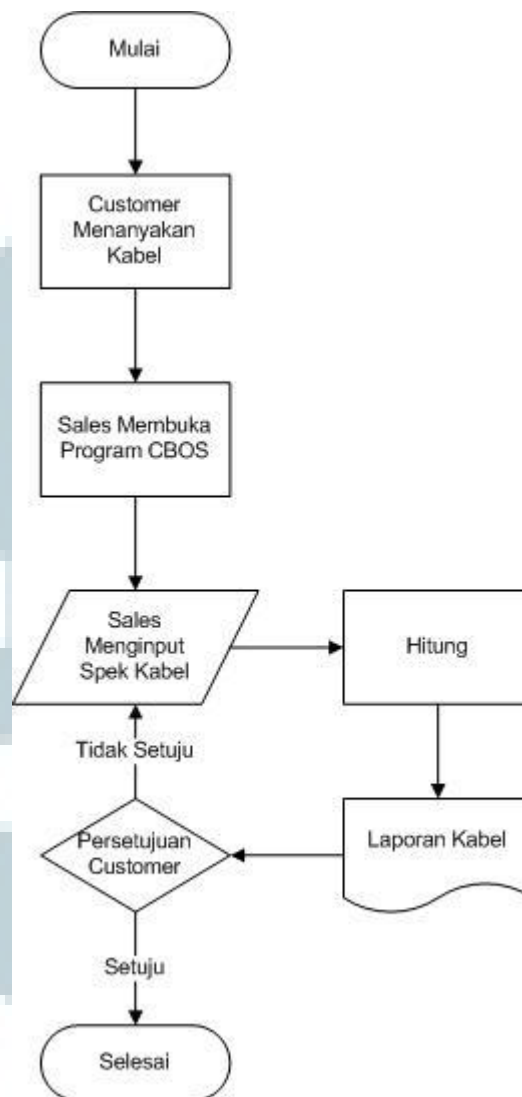 Mulai
Customer
Menanyakan
Kabel
Sales Membuka
Program CBOS
Sales
Menginput
Spek Kabel
Hitung
Tidak Setuju
Persetujuan
Customer
Laporan Kabel
Setuju
Selesai